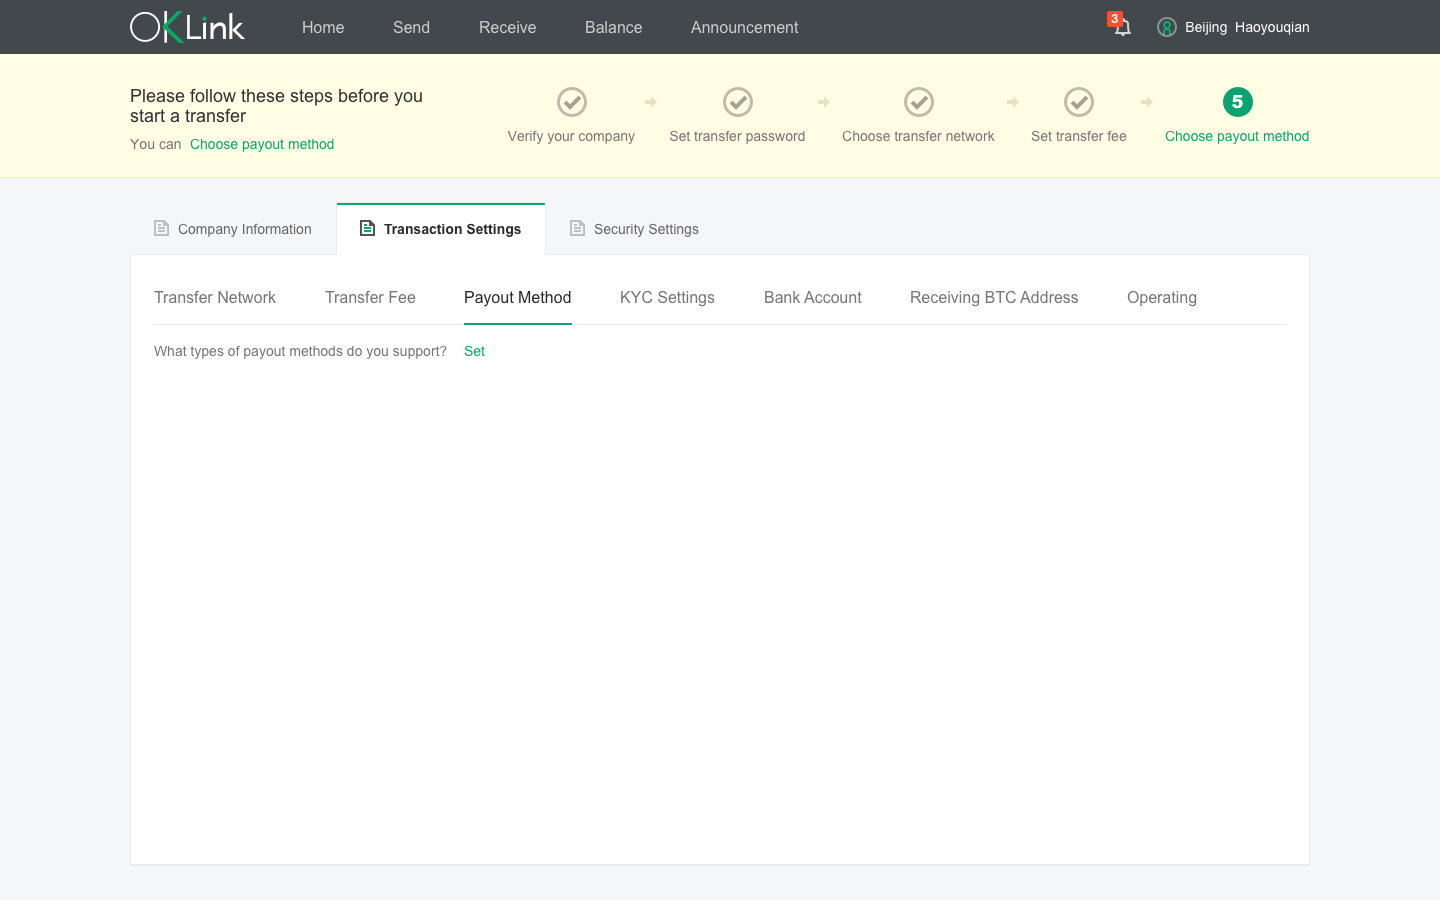 OKLink
Home Send Receive Balance Announcement
3
Beijing Haoyouqian
Please follow these steps before you
start a transfer
You can Choose payout method
Verify your company
Set transfer password
Choose transfer network
Set transfer fee
5
Choose payout method
Company Information
Transaction Settings
Security Settings
Transfer Network Transfer Fee Payout Method KYC Settings Bank Account Receiving BTC Address Operating
What types of payout methods do you support? Set